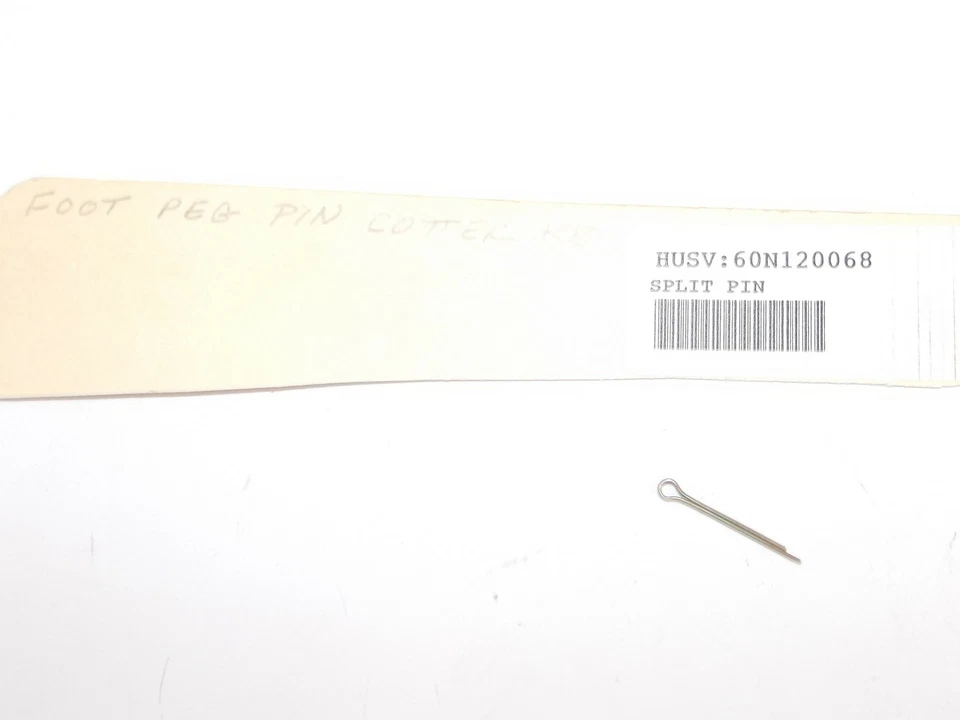 FOOT PEG PIN COTTER
HUSV:60N120068
SPLIT PIN